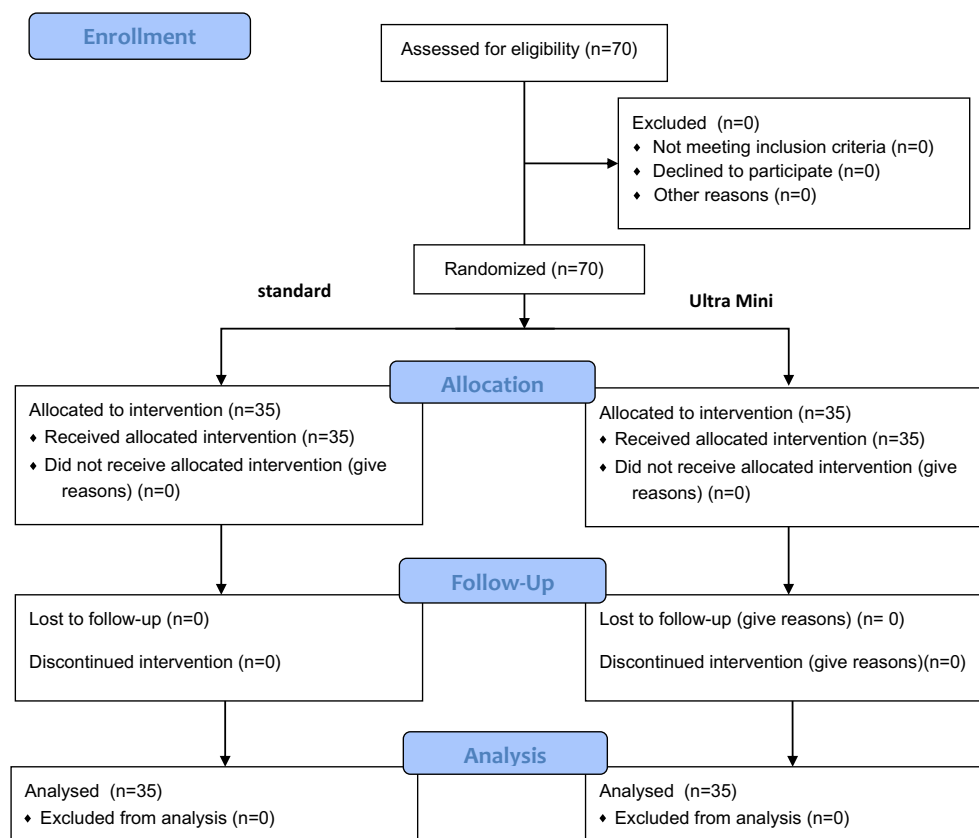 Enrollment
Assessed for eligibility (n=70)
Excluded (n=0)
♦ Not meeting inclusion criteria (n=0)
♦ Declined to participate (n=0)
♦ Other reasons (n=0)
Randomized (n=70)
standard
Ultra Mini
Allocation
Allocated to intervention (n=35)
♦ Received allocated intervention (n=35)
♦ Did not receive allocated intervention (give
reasons) (n=0)
Allocated to intervention (n=35)
♦ Received allocated intervention (n=35)
♦ Did not receive allocated intervention (give
reasons) (n=0)
Follow-Up
Lost to follow-up (n=0)
Discontinued intervention (n=0)
Lost to follow-up (give reasons) (n= 0)
Discontinued intervention (give reasons)(n=0)
Analysis
Analysed (n=35)
♦ Excluded from analysis (n=0)
Analysed (n=35)
♦ Excluded from analysis (n=0)